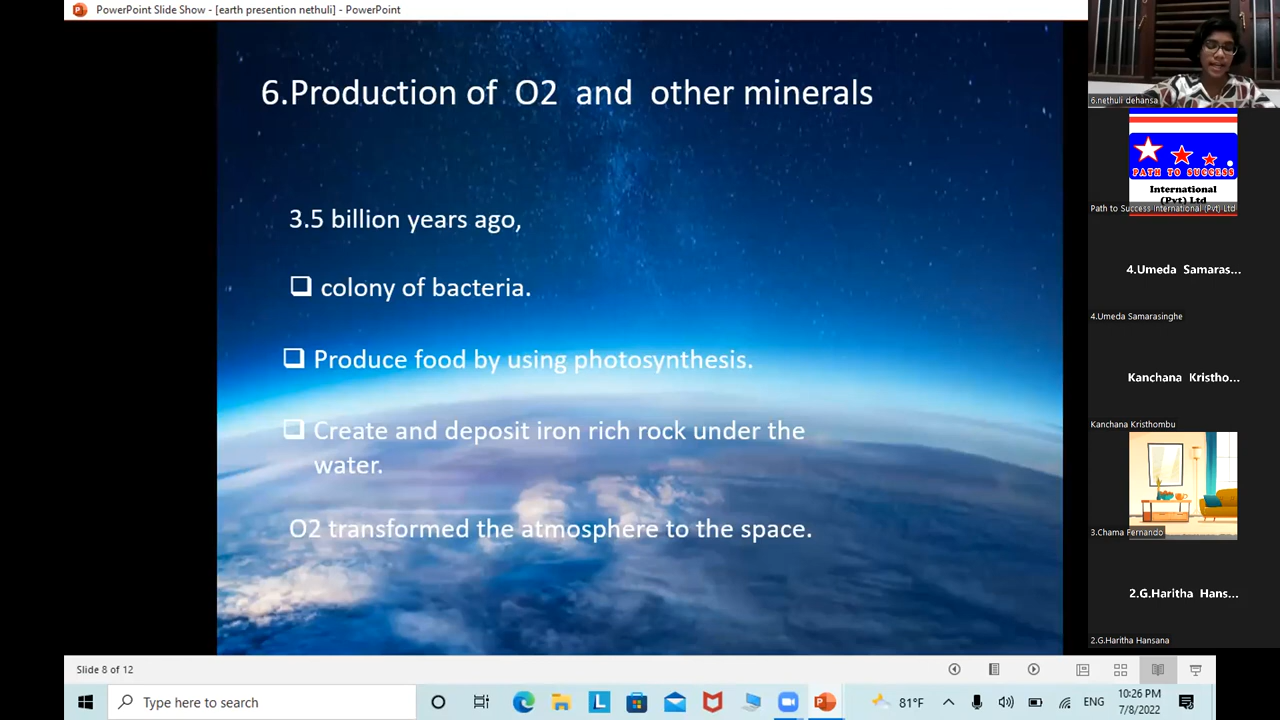 PowerPoint Slide Show - [earth presention nethuli] - PowerPoint
6.Production of O2 and other minerals
3.5 billion years ago,
colony of bacteria.
Produce food by using photosynthesis.
Create and deposit iron rich rock under the
water.
O2 transformed the atmosphere to the space.
6.nethuli dehansa
PATH TO SUCCESS
International
(Pvt) Ltd
Path to Success International (Pvt) Ltd
4.Umeda Samaras...
4.Umeda Samarasinghe
Kanchana Kristho...
Kanchana Kristhombu
3.Chama Fernando
2.G.Haritha Hans...
2.G.Haritha Hansana
Slide 8 of 12
Type here to search
81°F
ENG
10:26 PM
7/8/2022